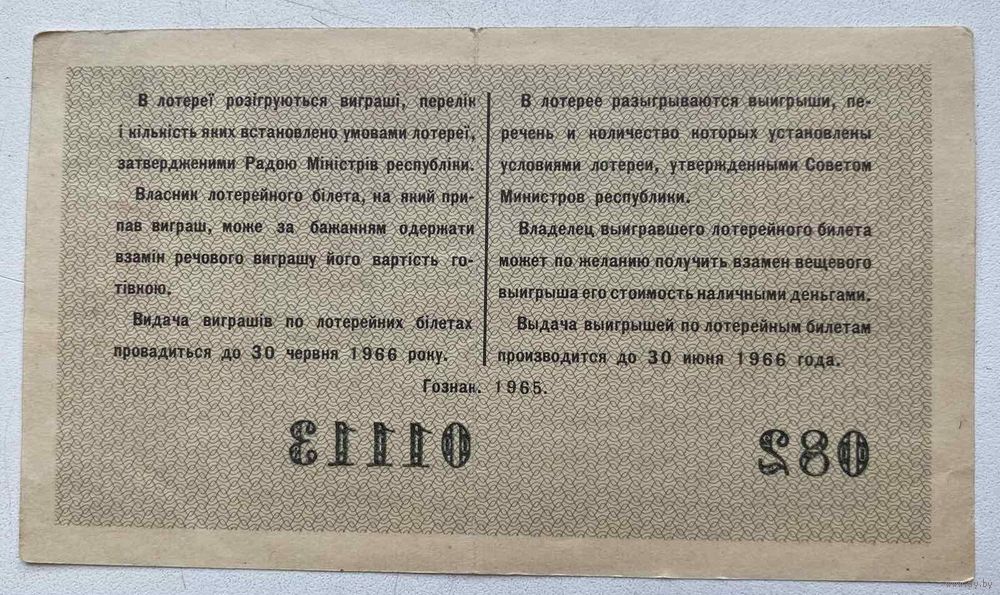 В лотереї розігруються виграші, перелік
і кількість яких встановлено умовами лотереї,
затвердженими Радою Міністрів республіки.
Власник лотерейного білета, на який при-
пав виграш, може за бажанням одержати
взамін речового виграшу його вартість го-
тівкою.
Видача виграшів по лотерейних білетах
провадиться до 30 червня 1966 року.
В лотерее разыгрываются выигрыши, пе-
речень и количество которых установлены
условиями лотереи, утвержденными Советом
Министров республики.
Владелец выигравшего лотерейного билета
может по желанию получить взамен вещевого
выигрыша его стоимость наличными деньгами.
Выдача выигрышей по лотерейным билетам
производится до 30 июня 1966 года.
Гознак. 1965.
01113
082